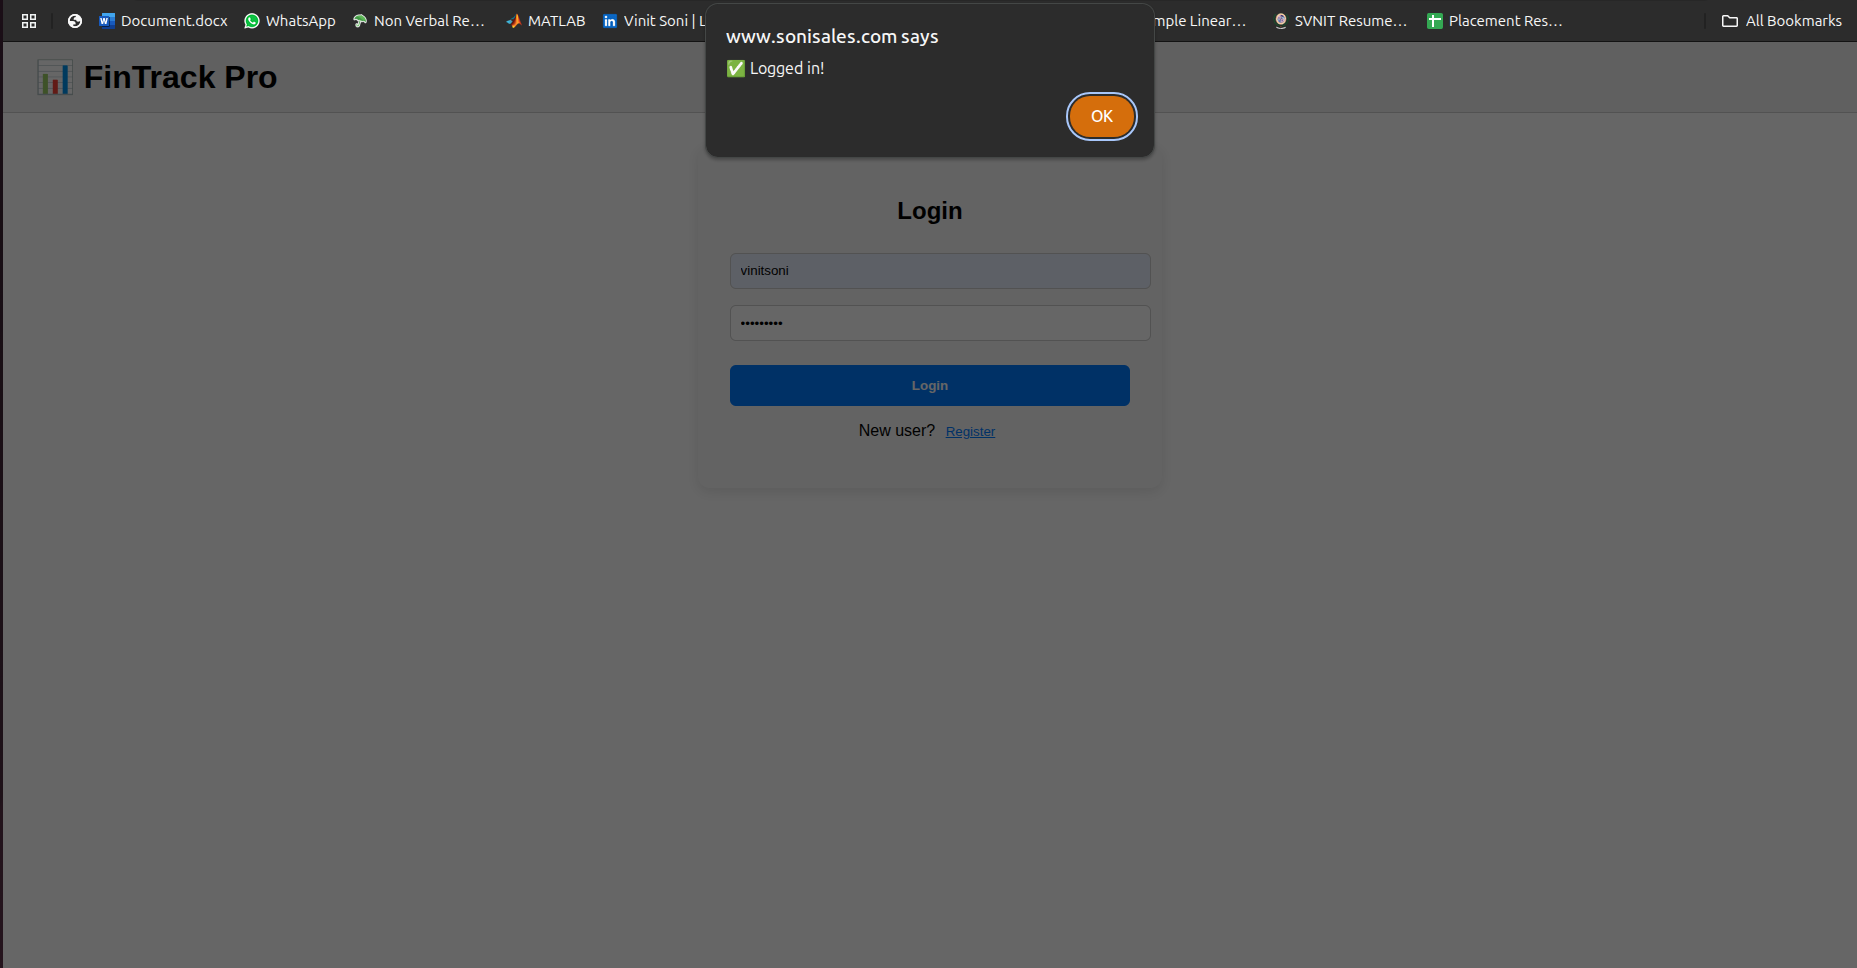 Document.docx WhatsApp Non Verbal Re... MATLAB Vinit Soni | mple Linear... SVNIT Resume... Placement Res... All Bookmarks
www.sonisales.com says
✅ Logged in!
OK
FinTrack Pro
Login
vinitsoni
•••••••••
Login
New user? Register